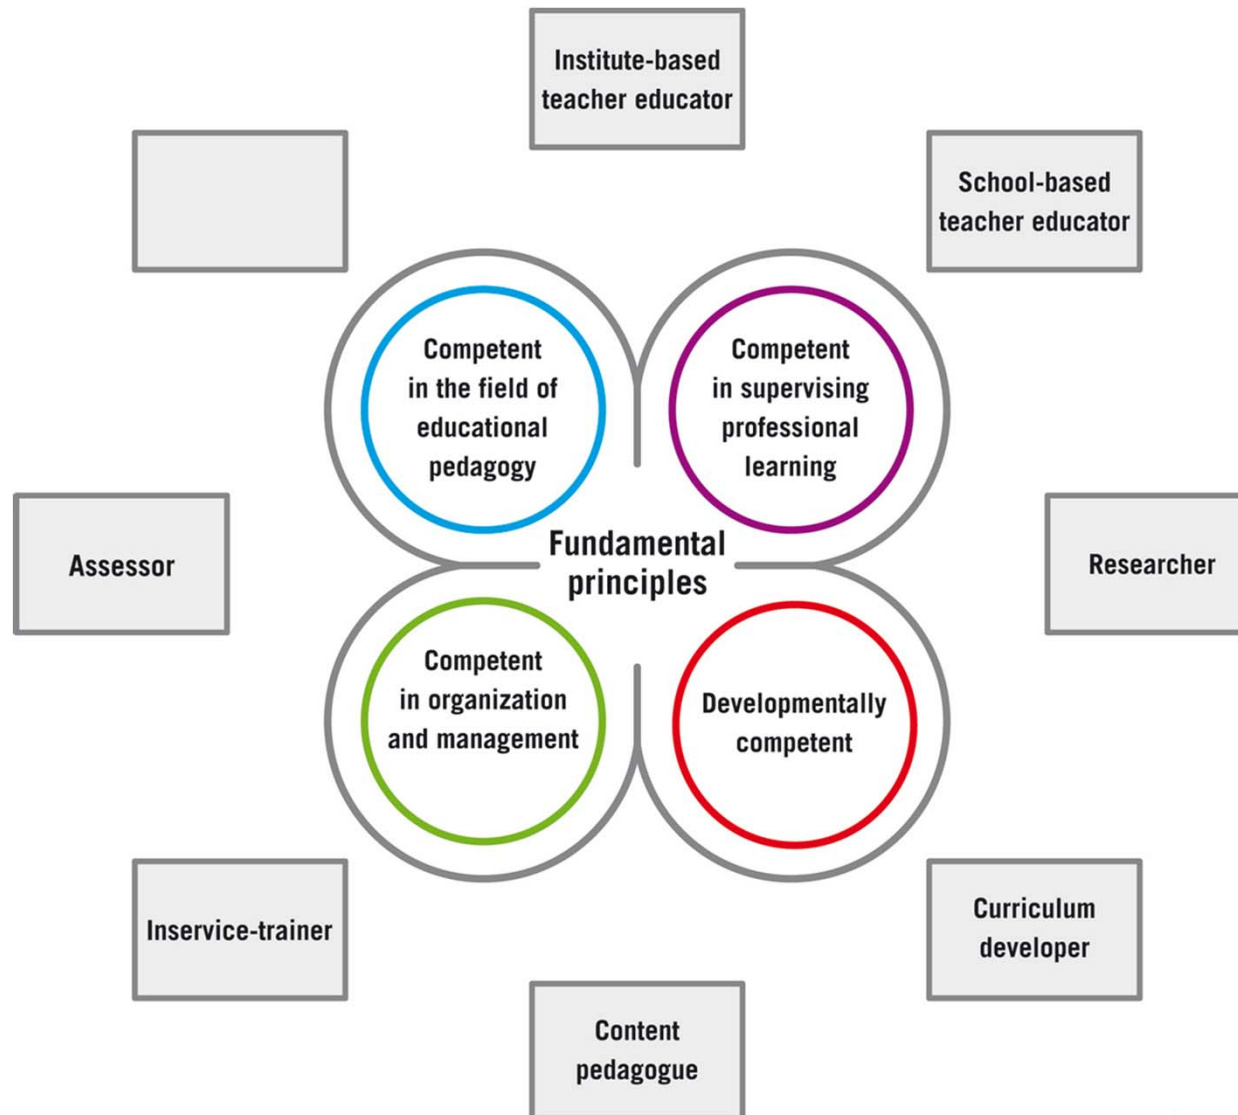 Institute-based
teacher educator
School-based
teacher educator
Competent
in the field of
educational
pedagogy
Competent
in supervising
professional
learning
Assessor
Fundamental
principles
Researcher
Competent
in organization
and management
Developmentally
competent
Inservice-trainer
Curriculum
developer
Content
pedagogue